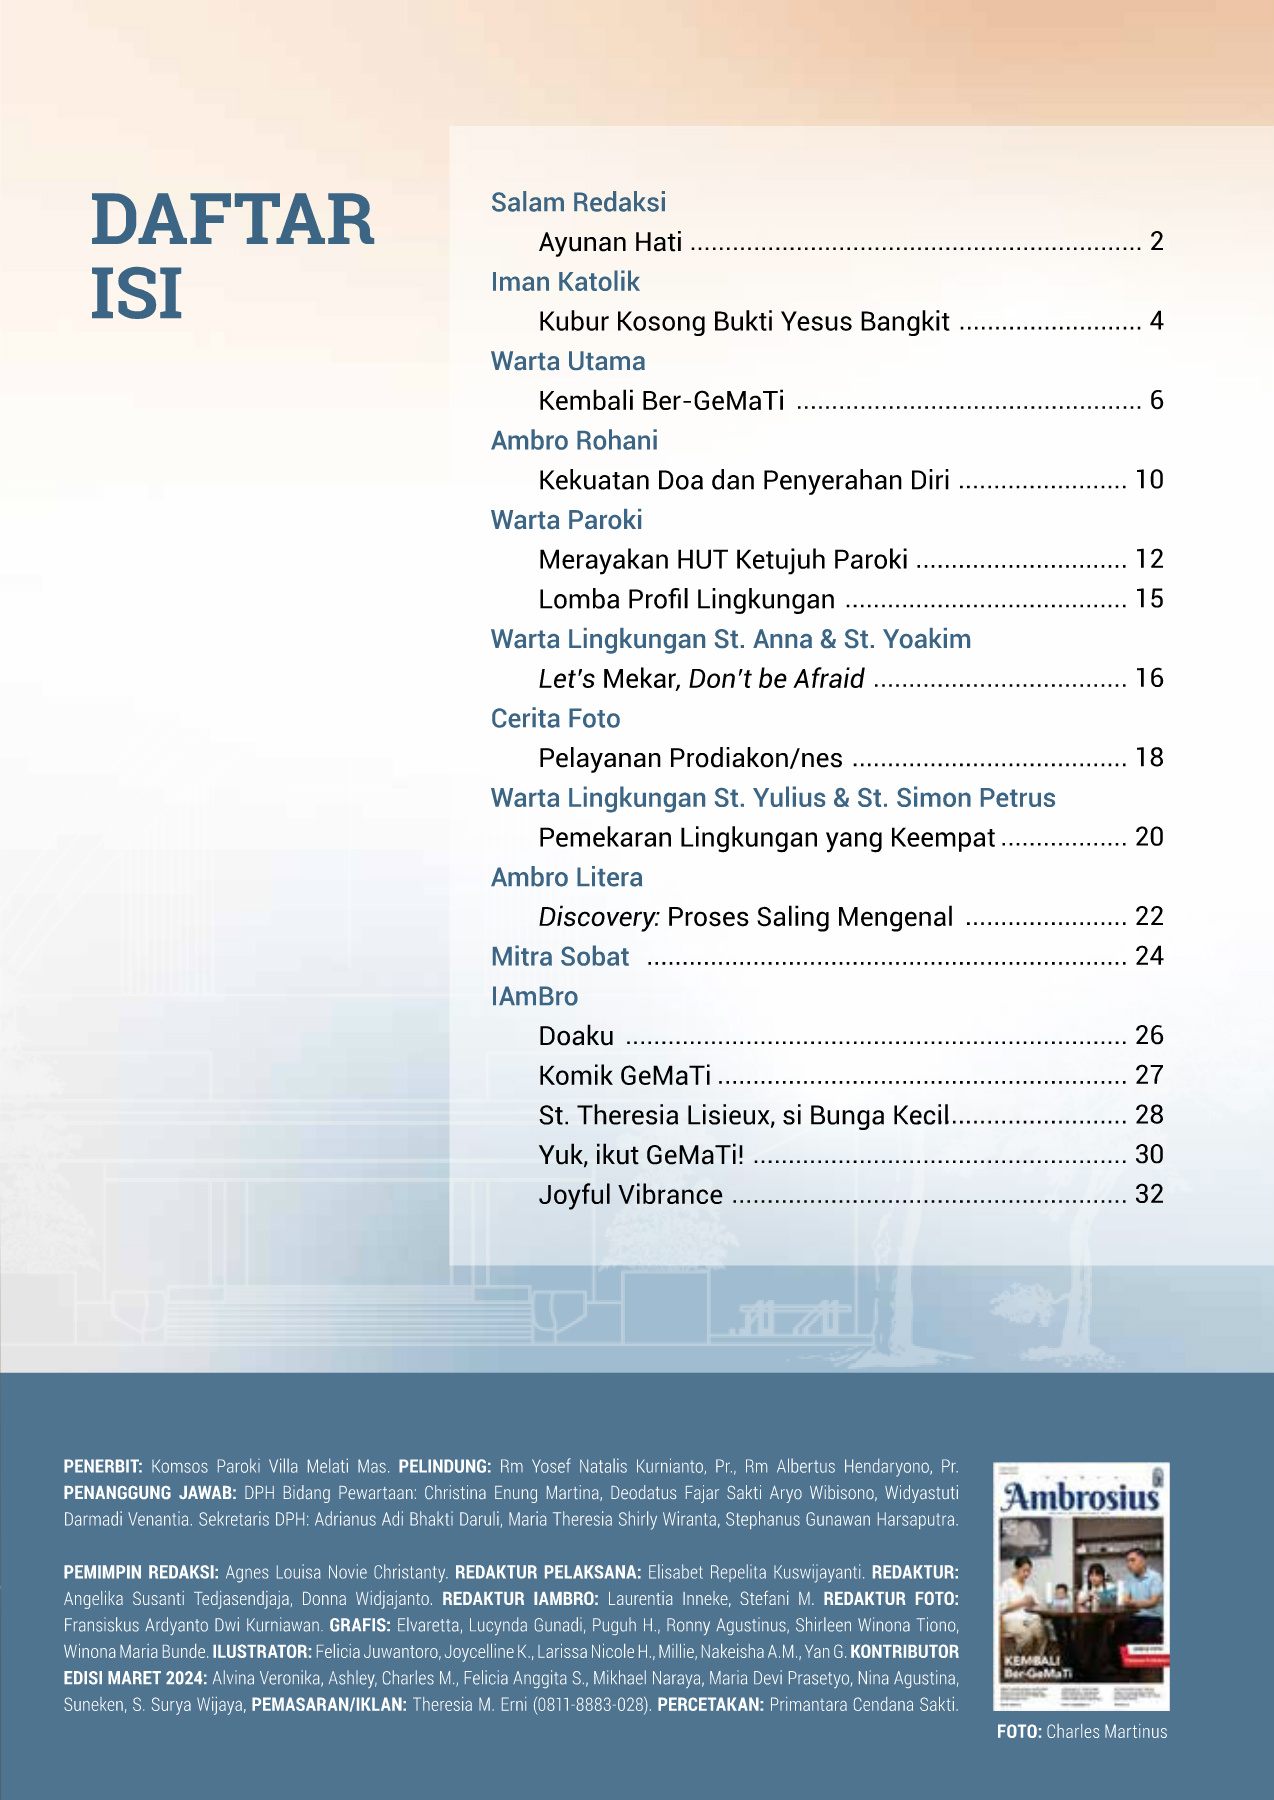 DAFTAR
ISI
Salam Redaksi
Ayunan Hati ................................................................ 2
Iman Katolik
Kubur Kosong Bukti Yesus Bangkit .......................... 4
Warta Utama
Kembali Ber-GeMaTi ................................................. 6
Ambro Rohani
Kekuatan Doa dan Penyerahan Diri ........................ 10
Warta Paroki
Merayakan HUT Ketujuh Paroki .............................. 12
Lomba Profil Lingkungan ........................................ 15
Warta Lingkungan St. Anna & St. Yoakim
Let's Mekar, Don't be Afraid .................................... 16
Cerita Foto
Pelayanan Prodiakon/nes ....................................... 18
Warta Lingkungan St. Yulius & St. Simon Petrus
Pemekaran Lingkungan yang Keempat .................. 20
Ambro Litera
Discovery: Proses Saling Mengenal ....................... 22
Mitra Sobat .................................................................... 24
IAmBro
Doaku ....................................................................... 26
Komik GeMaTi .......................................................... 27
St. Theresia Lisieux, si Bunga Kecil.......................... 28
Yuk, ikut GeMaTi! ..................................................... 30
Joyful Vibrance ........................................................ 32
PENERBIT: Komsos Paroki Villa Melati Mas. PELINDUNG: Rm Yosef Natalis Kurnianto, Pr., Rm Albertus Hendaryono, Pr.
PENANGGUNG JAWAB: DPH Bidang Pewartaan: Christina Enung Martina, Deodatus Fajar Sakti Aryo Wibisono, Widyastuti
Darmadi Venantia. Sekretaris DPH: Adrianus Adi Bhakti Daruli, Maria Theresia Shirly Wiranta, Stephanus Gunawan Harsaputra.
PEMIMPIN REDAKSI: Agnes Louisa Novie Christanty. REDAKTUR PELAKSANA: Elisabet Repelita Kuswijayanti. REDAKTUR:
Angelika Susanti Tedjasendjaja, Donna Widjajanto. REDAKTUR IAMBRO: Laurentia Inneke, Stefani M. REDAKTUR FOTO:
Fransiskus Ardyanto Dwi Kurniawan. GRAFIS: Elvaretta, Lucynda Gunadi, Puguh H., Ronny Agustinus, Shirleen Winona Tiono,
Winona Maria Bunde. ILUSTRATOR: Felicia Juwantoro, Joycelline K., Larissa Nicole H., Millie, Nakeisha A.M., Yan G. KONTRIBUTOR
EDISI MARET 2024: Alvina Veronika, Ashley, Charles M., Felicia Anggita S., Mikhael Naraya, Maria Devi Prasetyo, Nina Agustina,
Suneken, S. Surya Wijaya, PEMASARAN/IKLAN: Theresia M. Erni (0811-8883-028). PERCETAKAN: Primantara Cendana Sakti.
Ambrosius
KEMBALI
Ber-GeMaTi
FOTO: Charles Martinus